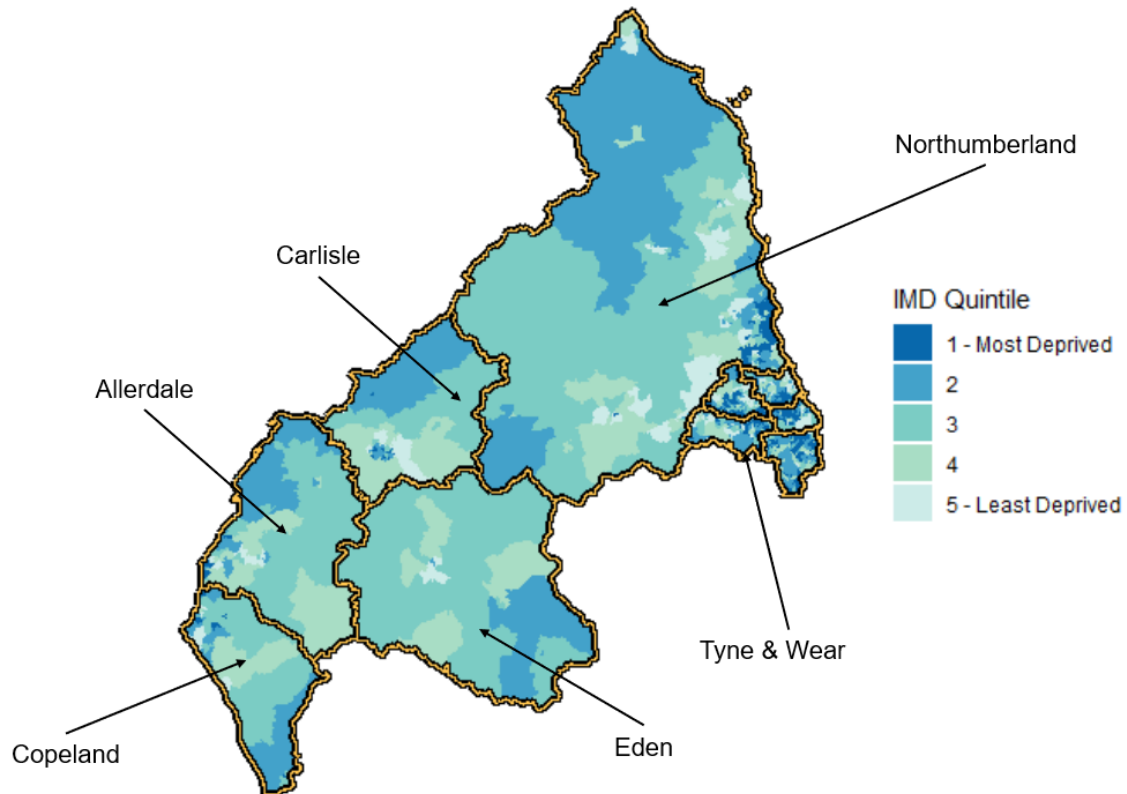 Northumberland
Carlisle
IMD Quintile
1 - Most Deprived
Allerdale
2
3
4
5 - Least Deprived
Tyne & Wear
Copeland
Eden